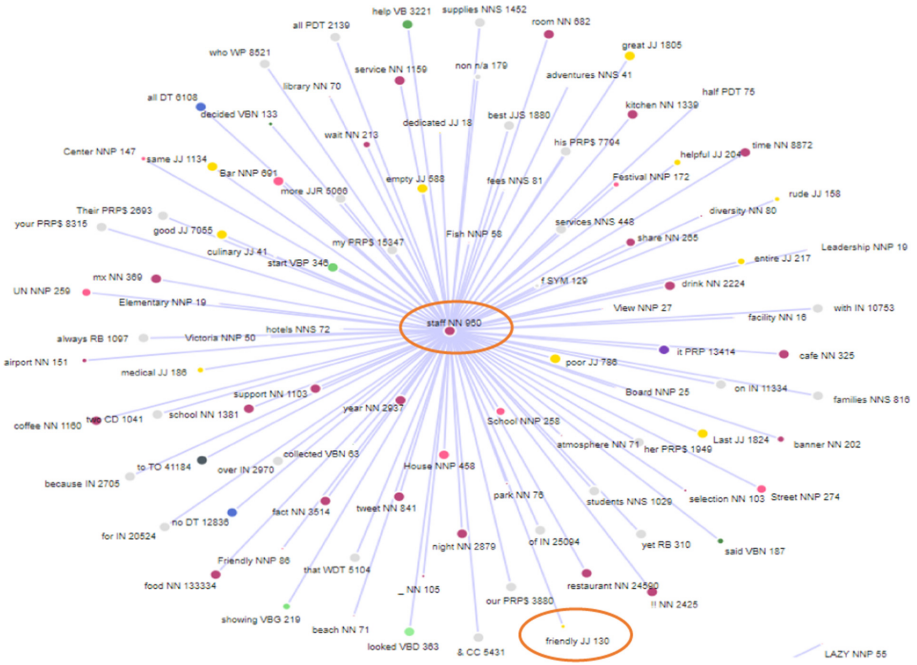 help VB 3221
supplies NNS 1452
all PDT 2139
room NN 682
great JJ 1805
who WP 8521
service NN 1159
non n/a 179
adventures NNS 41
library NN 70
half PDT 75
all DT 6108
decided VBN 133
dedicated JJ 18
best JJS 1880
kitchen NN 1339
wait NN 213
his PRP$ 7794
Center NNP 147
same JJ 1134
Bar NNP 691
more JJR 5066
empty JJ 588
fees NNS 81
Festival NNP 172
helpful JJ 204
time NN 8872
rude JJ 158
Their PRP$ 2693
your PRP$ 8315
good JJ 7055
culinary JJ 41
my PRP$ 15347
Fish NNP 58
services NNS 448
diversity NN 80
share NN 265
Leadership NNP 19
start VBP 346
entire JJ 217
mx NN 369
f SYM 129
drink NN 2224
UN NNP 259
Elementary NNP 19
View NNP 27
with IN 10753
facility NN 16
staff NN 960
hotels NNS 72
always RB 1097
Victoria NNP 50
it PRP 13414
cafe NN 325
airport NN 151
medical JJ 186
poor JJ 786
support NN 1103
Board NNP 25
on IN 11334
families NNS 816
coffee NN 1160
two CD 1041
school NN 1381
year NN 2937
School NNP 258
Last JJ 1824
atmosphere NN 71
her PRP$ 1949
banner NN 202
to TO 41184
over IN 2970
collected VBN 63
House NNP 458
because IN 2705
park NN 76
students NNS 1029
selection NN 103
Street NNP 274
no DT 12836
fact NN 3514
tweet NN 841
for IN 20524
Friendly NNP 86
that WDT 5104
night NN 2879
of IN 25094
yet RB 310
said VBN 187
food NN 133334
_ NN 105
our PRP$ 3880
restaurant NN 24590
!! NN 2425
showing VBG 219
beach NN 71
looked VBD 363
& CC 5431
friendly JJ 130
LAZY NNP 55